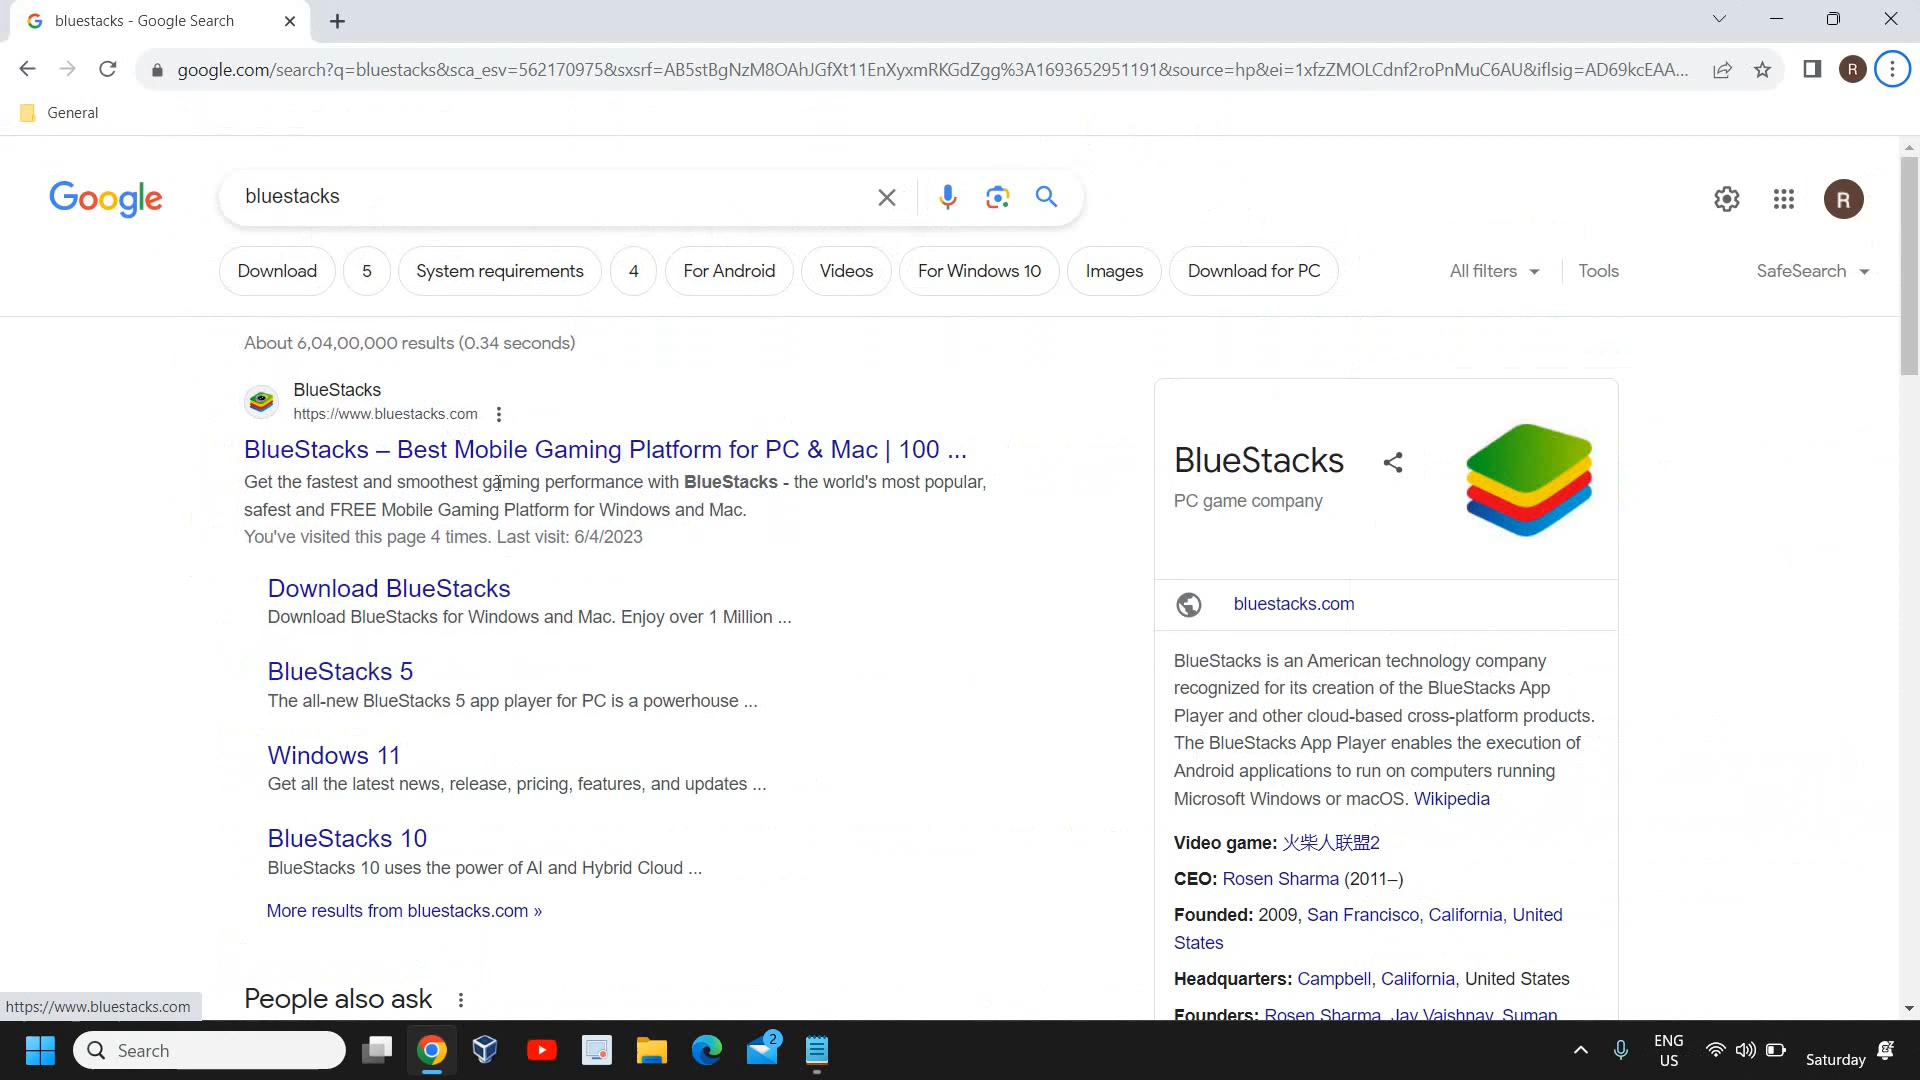 bluestacks - Google Search
google.com/search?q=bluestacks&sca_esv=562170975&sxsrf=AB5stBgNzM8OAhJGfXt11EnXyxmRKGdZgg%3A1693652951191&source=hp&ei=1xfzZMOLCdnf2roPnMuC6AU&iflsig=AD69kcEAA...
R
General
Google
bluestacks
R
Download
5
System requirements
4
For Android
Videos
For Windows 10
Images
Download for PC
All filters
Tools
SafeSearch
About 6,04,00,000 results (0.34 seconds)
BlueStacks
https://www.bluestacks.com
BlueStacks – Best Mobile Gaming Platform for PC & Mac | 100 ...
Get the fastest and smoothest gaming performance with BlueStacks - the world's most popular,
safest and FREE Mobile Gaming Platform for Windows and Mac.
You've visited this page 4 times. Last visit: 6/4/2023
Download BlueStacks
Download BlueStacks for Windows and Mac. Enjoy over 1 Million ...
BlueStacks 5
The all-new BlueStacks 5 app player for PC is a powerhouse ...
Windows 11
Get all the latest news, release, pricing, features, and updates ...
BlueStacks 10
BlueStacks 10 uses the power of AI and Hybrid Cloud ...
More results from bluestacks.com »
People also ask
BlueStacks
PC game company
bluestacks.com
BlueStacks is an American technology company
recognized for its creation of the BlueStacks App
Player and other cloud-based cross-platform products.
The BlueStacks App Player enables the execution of
Android applications to run on computers running
Microsoft Windows or macOS. Wikipedia
Video game: 火柴人联盟2
CEO: Rosen Sharma (2011–)
Founded: 2009, San Francisco, California, United
States
Headquarters: Campbell, California, United States
Founders: Rosen Sharma, Jay Vaishnav, Suman
https://www.bluestacks.com
Search
2
ENG
US
Saturday